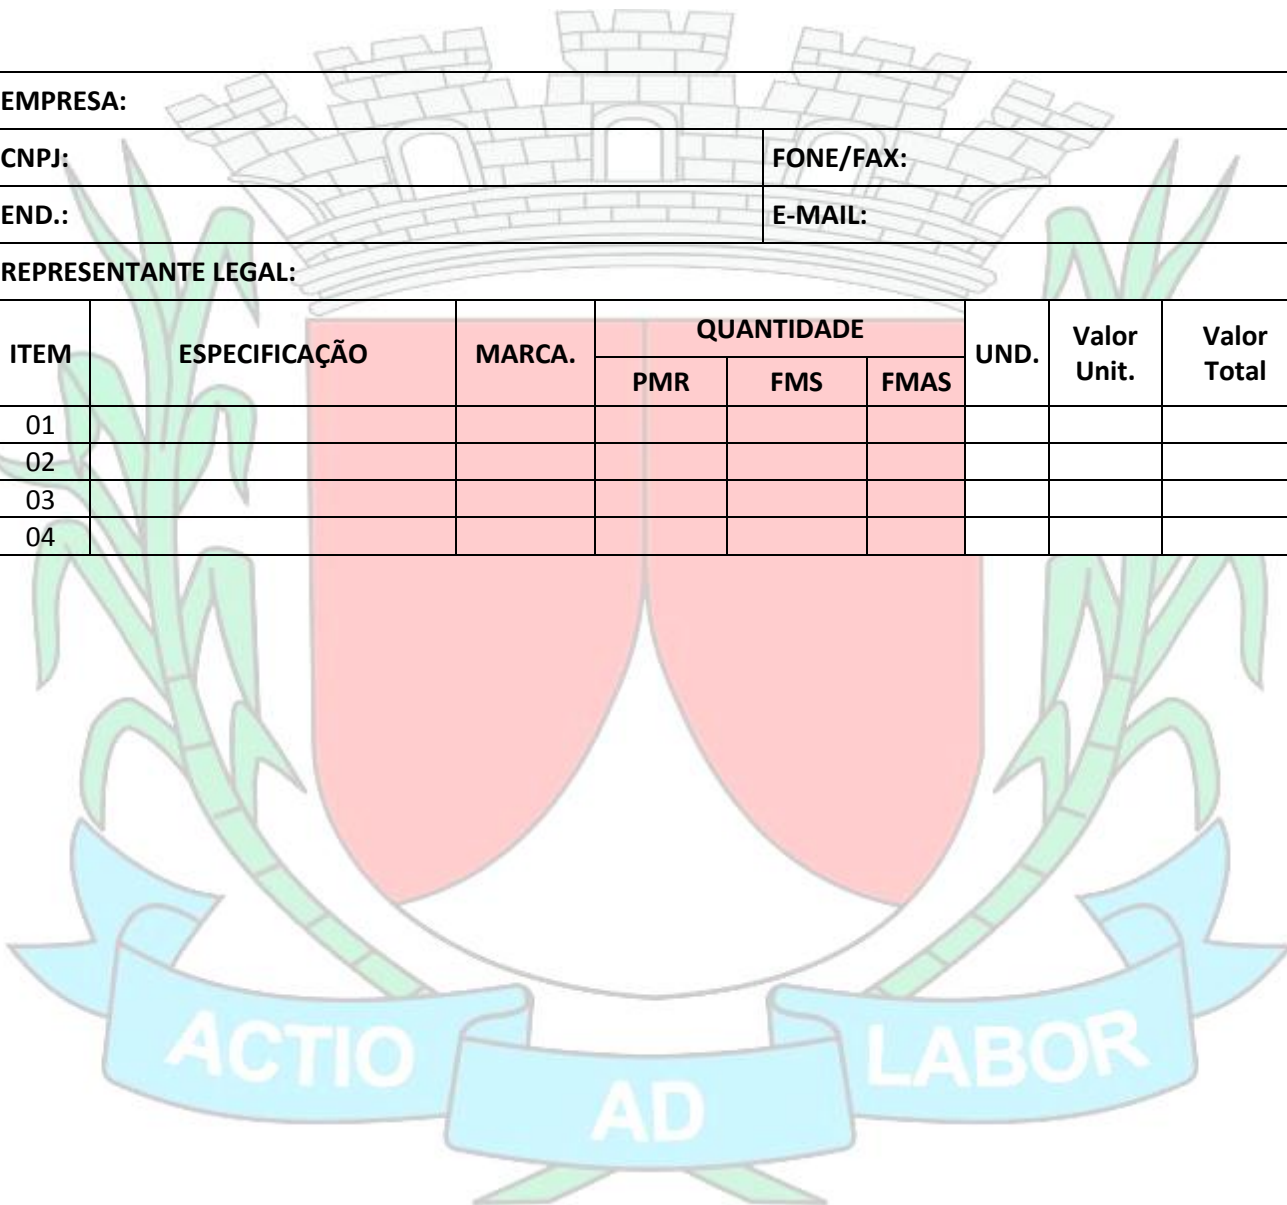 EMPRESA:
CNPJ: FONE/FAX:
END.: E-MAIL:
REPRESENTANTE LEGAL:
ITEM ESPECIFICAÇÃO MARCA. QUANTIDADE UND. Valor Unit. Valor Total
PMR FMS FMAS
01
02
03
04
ACTIO AD LABOR